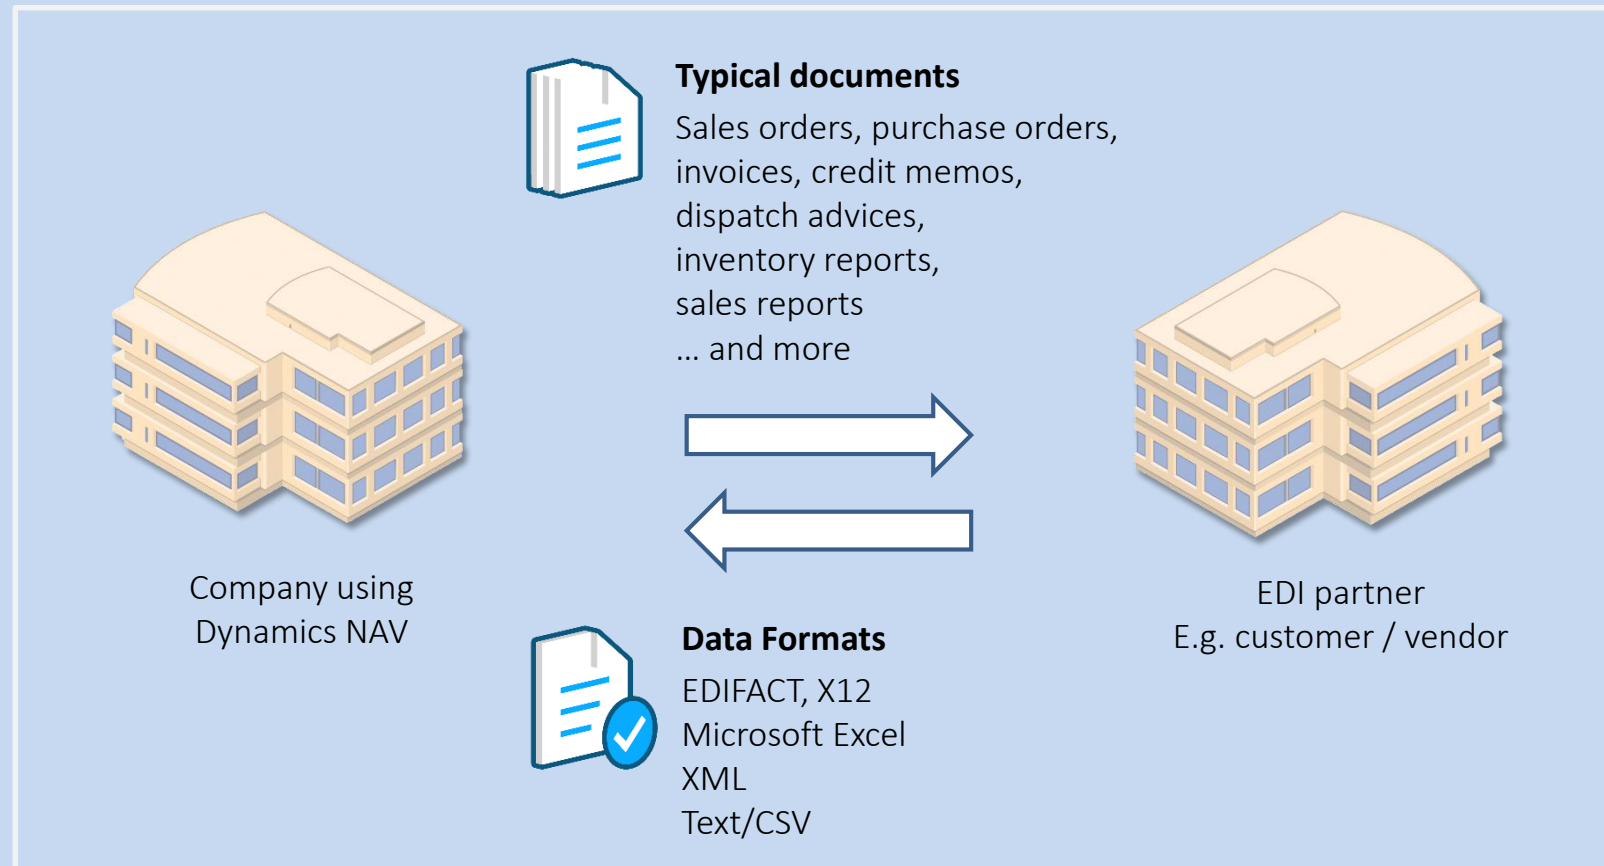 Typical documents
Sales orders, purchase orders,
invoices, credit memos,
dispatch advices,
inventory reports,
sales reports
... and more
Company using
Dynamics NAV
EDI partner
E.g. customer / vendor
Data Formats
EDIFACT, X12
Microsoft Excel
XML
Text/CSV